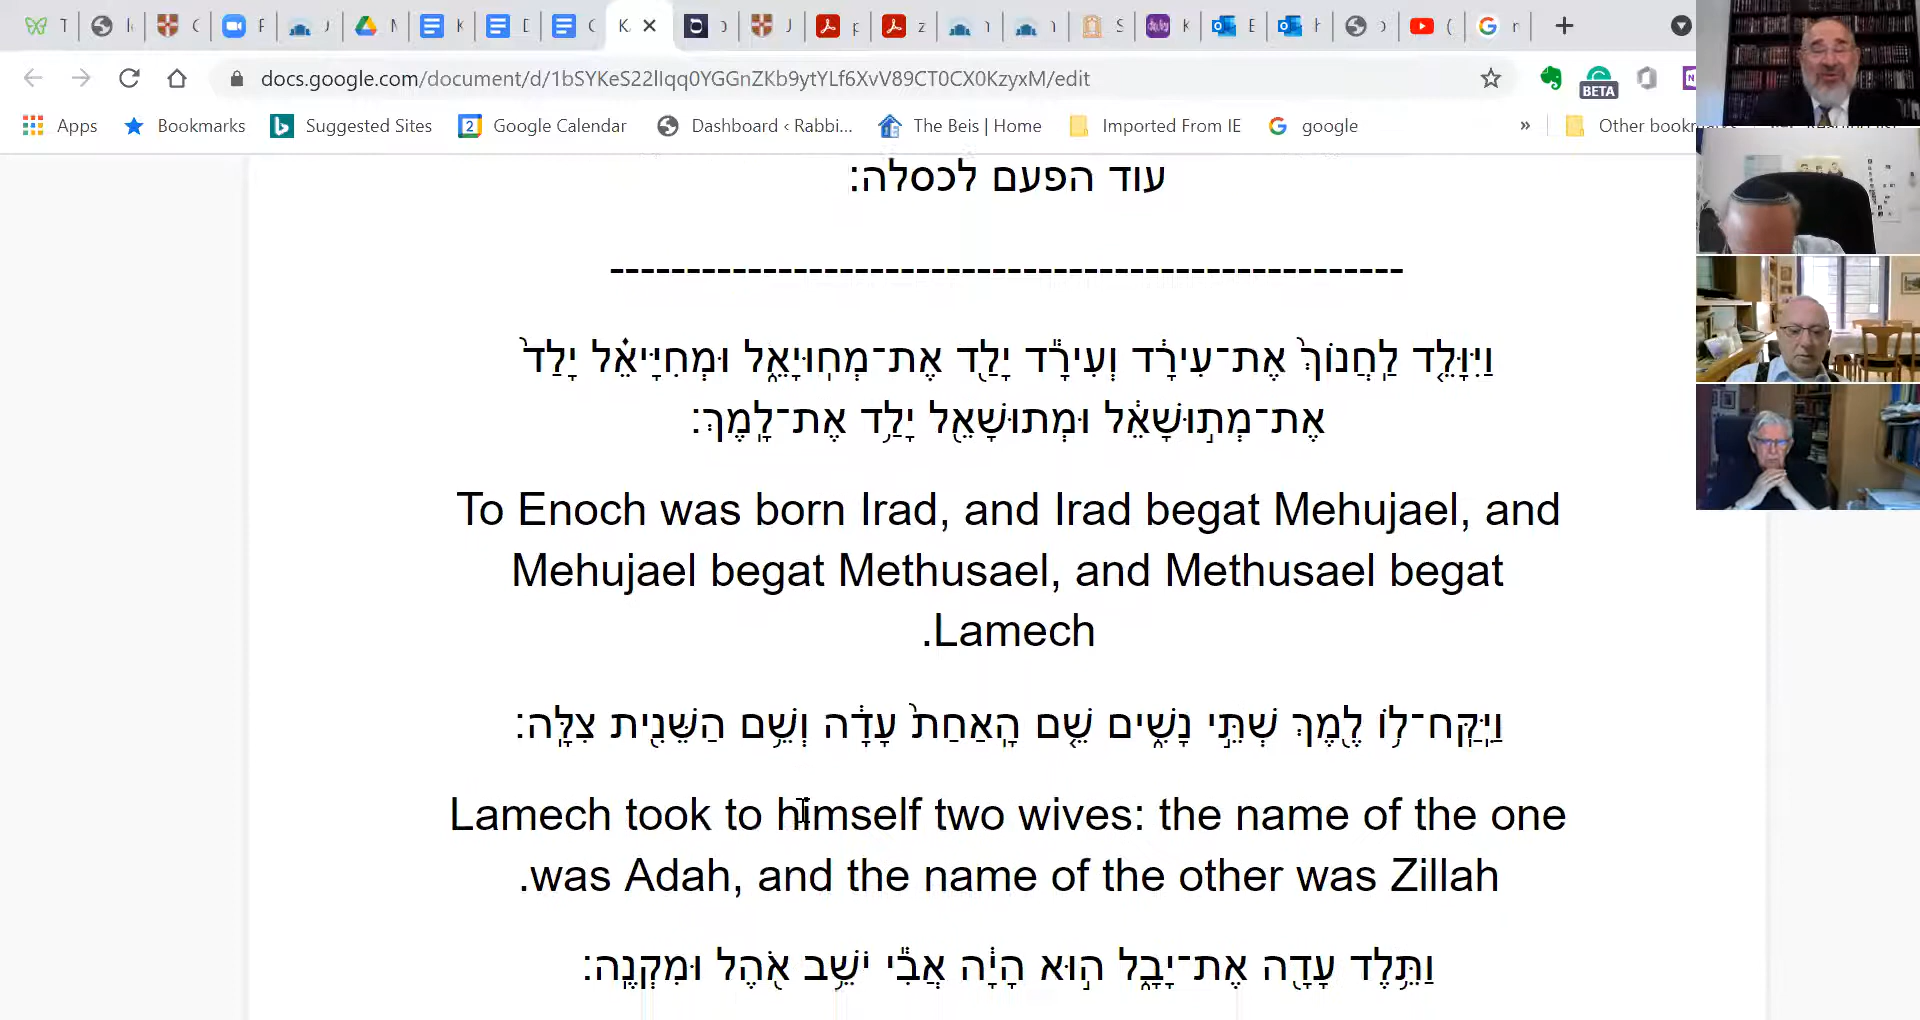 docs.google.com/document/d/1bSYKeS22lIqq0YGGnZKb9ytYLf6XvV89CT0CX0KzyxM/edit
BETA
Apps Bookmarks Suggested Sites 2 Google Calendar Dashboard ‹ Rabbi... The Beis | Home Imported From IE google » Other bookm
עוד הפעם לכסלה:
----------------------------------------------------
וַיִּוָּלֵ֤ד לַֽחֲנוֹךְ֙ אֶת־עִירָ֔ד וְעִירָ֕ד יָלַ֖ד אֶת־מְחֽוּיָאֵ֑ל וּמְחִיָּיאֵ֗ל יָלַד֙
אֶת־מְת֣וּשָׁאֵ֔ל וּמְתוּשָׁאֵ֖ל יָלַ֥ד אֶת־לָֽמֶךְ:
To Enoch was born Irad, and Irad begat Mehujael, and
Mehujael begat Methusael, and Methusael begat
.Lamech
וַיִּֽקַּֽח־ל֥וֹ לֶ֖מֶךְ שְׁתֵּ֣י נָשִׁ֑ים שֵׁ֤ם הָֽאַחַת֙ עָדָ֔ה וְשֵׁ֥ם הַשֵּׁנִ֖ית צִלָּֽה:
Lamech took to himself two wives: the name of the one
.was Adah, and the name of the other was Zillah
וַתֵּ֥לֶד עָדָ֖ה אֶת־יָבָ֑ל ה֣וּא הָיָ֔ה אֲבִ֕י יֹשֵׁ֥ב אֹ֖הֶל וּמִקְנֶֽה: